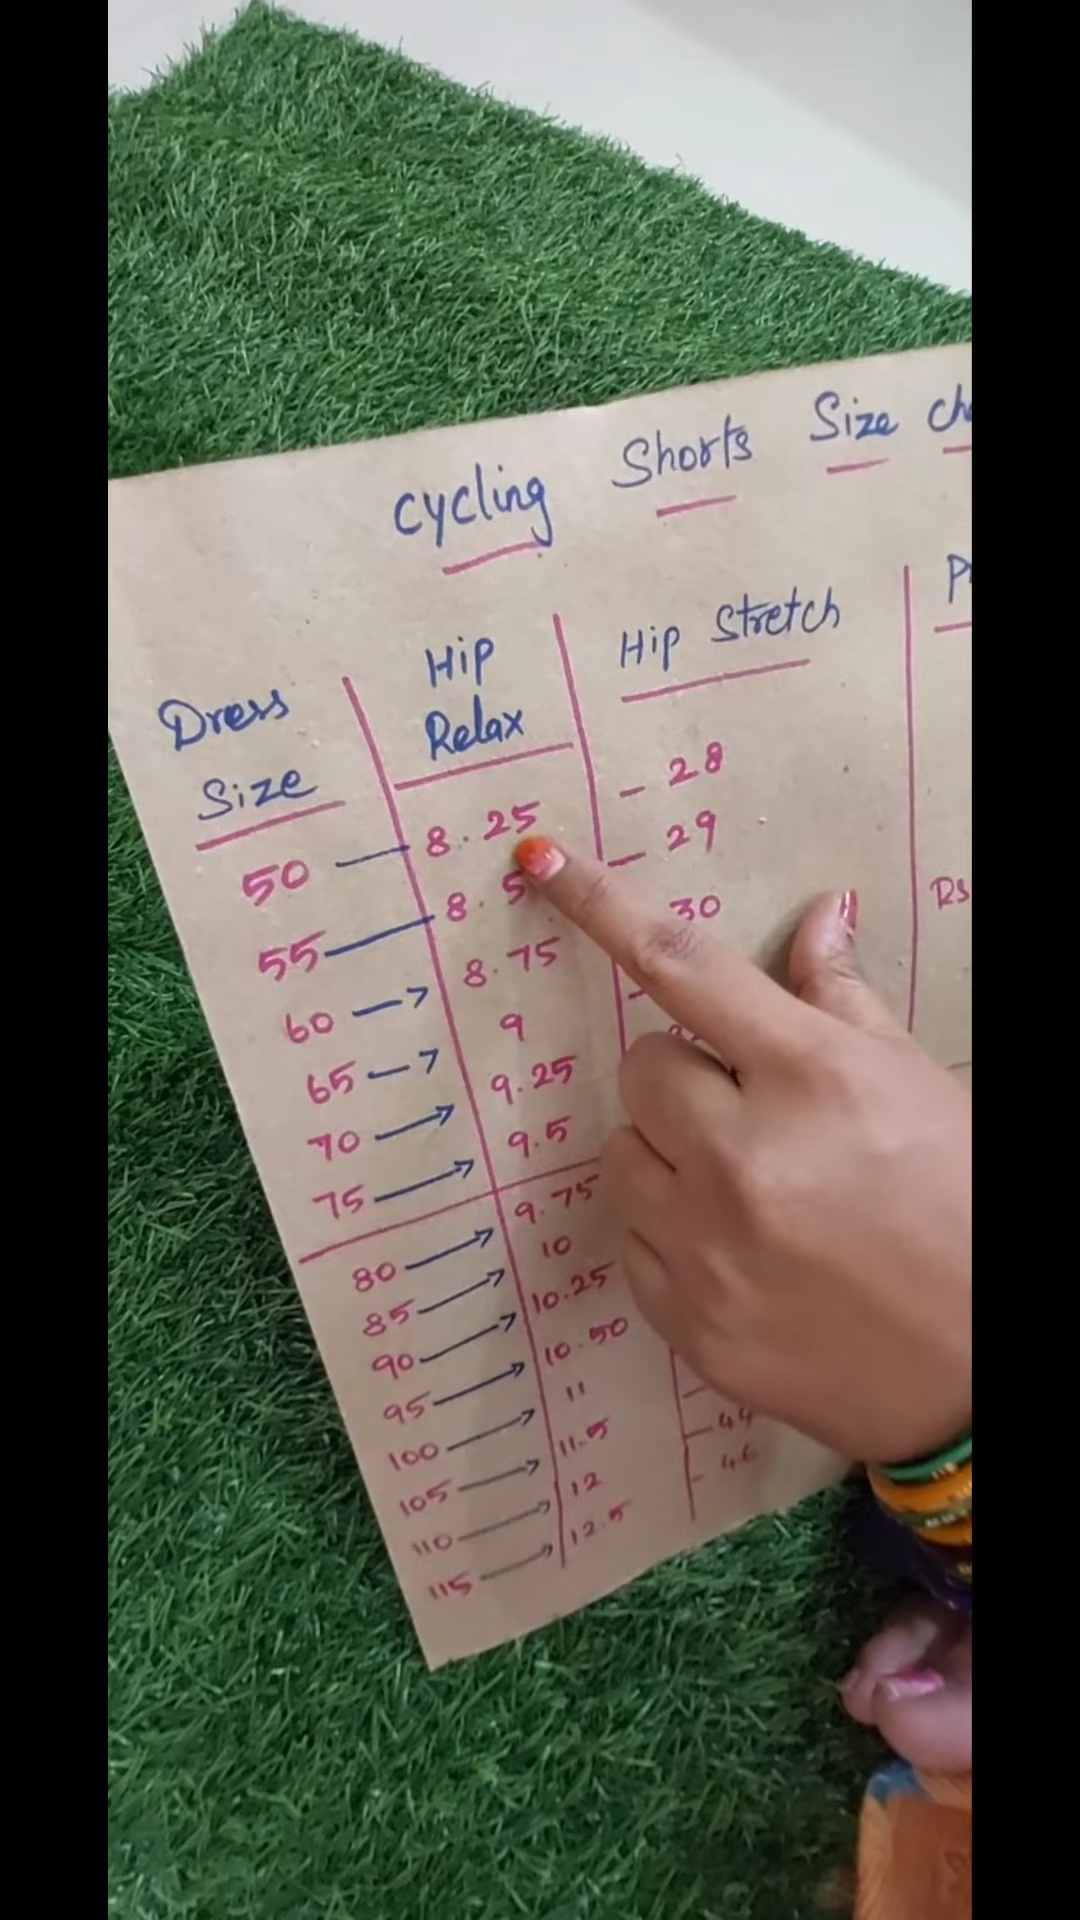 Cycling Shorts Size
Dress Size | Hip Relax | Hip Stretch
50 — 8.25 – 28
55 — 8.5 – 29
60 → 8.75 30
65 → 9
70 → 9.25
75 → 9.5
80 → 9.75
85 → 10
90 → 10.25
95 → 10.50
100 → 11
105 → 11.5 – 44
110 → 12 – 46
115 → 12.5
Rs